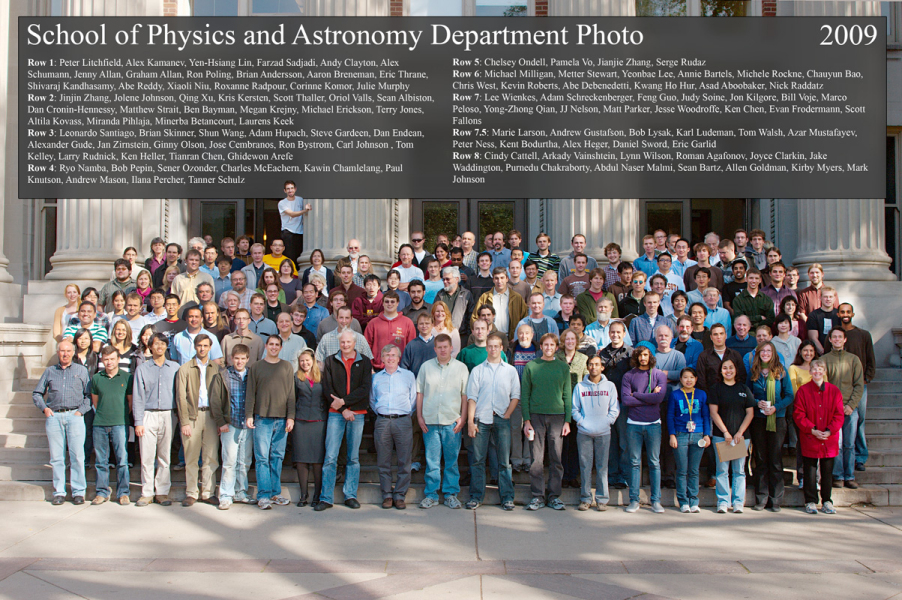 School of Physics and Astronomy Department Photo
2009
Row 1: Peter Litchfield, Alex Kamanev, Yen-Hsiang Lin, Farzad Sadjadi, Andy Clayton, Alex
Schumann, Jenny Allan, Graham Allan, Ron Poling, Brian Andersson, Aaron Breneman, Eric Thrane,
Shivaraj Kandhasamy, Abe Reddy, Xiaoli Niu, Roxanne Radpour, Corinne Komor, Julie Murphy
Row 2: Jinjin Zhang, Jolene Johnson, Qing Xu, Kris Kersten, Scott Thaller, Oriol Valls, Sean Albiston,
Dan Cronin-Hennessy, Matthew Strait, Ben Bayman, Megan Kreiny, Michael Erickson, Terry Jones,
Altila Kovass, Miranda Pihlaja, Minerba Betancourt, Laurens Keek
Row 3: Leonardo Santiago, Brian Skinner, Shun Wang, Adam Hupach, Steve Gardeen, Dan Endean,
Alexander Gude, Jan Zirnstein, Ginny Olson, Jose Cembranos, Ron Bystrom, Carl Johnson , Tom
Kelley, Larry Rudnick, Ken Heller, Tianran Chen, Ghidewon Arefe
Row 4: Ryo Namba, Bob Pepin, Sener Ozonder, Charles McEachern, Kawin Chamlelang, Paul
Knutson, Andrew Mason, Ilana Percher, Tanner Schulz
Row 5: Chelsey Ondell, Pamela Vo, Jianjie Zhang, Serge Rudaz
Row 6: Michael Milligan, Metter Stewart, Yeonbae Lee, Annie Bartels, Michele Rockne, Chauyun Bao,
Chris West, Kevin Roberts, Abe Debenedetti, Kwang Ho Hur, Asad Aboobaker, Nick Raddatz
Row 7: Lee Wienkes, Adam Schreckenberger, Feng Guo, Judy Soine, Jon Kilgore, Bill Voje, Marco
Peloso, Yong-Zhong Qian, JJ Nelson, Matt Parker, Jesse Woodroffe, Ken Chen, Evan Frodermann, Scott
Fallons
Row 7.5: Marie Larson, Andrew Gustafson, Bob Lysak, Karl Ludeman, Tom Walsh, Azar Mustafayev,
Peter Ness, Kent Bodurtha, Alex Heger, Daniel Sword, Eric Garlid
Row 8: Cindy Cattell, Arkady Vainshtein, Lynn Wilson, Roman Agafonov, Joyce Clarkin, Jake
Waddington, Purnedu Chakraborty, Abdul Naser Malmi, Sean Bartz, Allen Goldman, Kirby Myers, Mark
Johnson
MINNESOTA